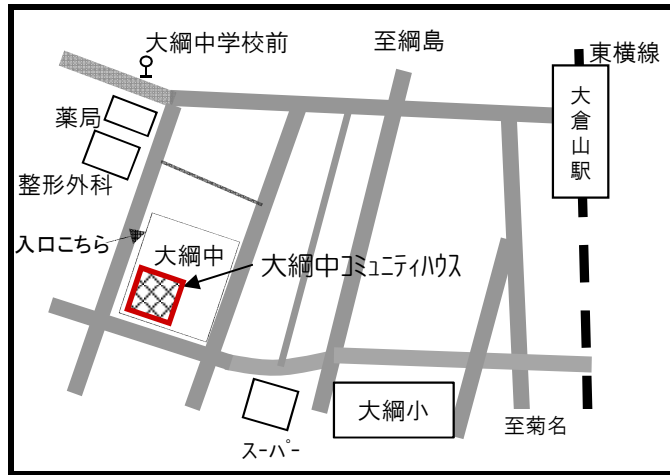 大綱中学校前
至綱島
東横線
大倉山駅
薬局
整形外科
入口こちら
大綱中
大綱中ｺﾐｭﾆﾃｨﾊｳｽ
大綱小
至菊名
ｽｰﾊﾟｰ